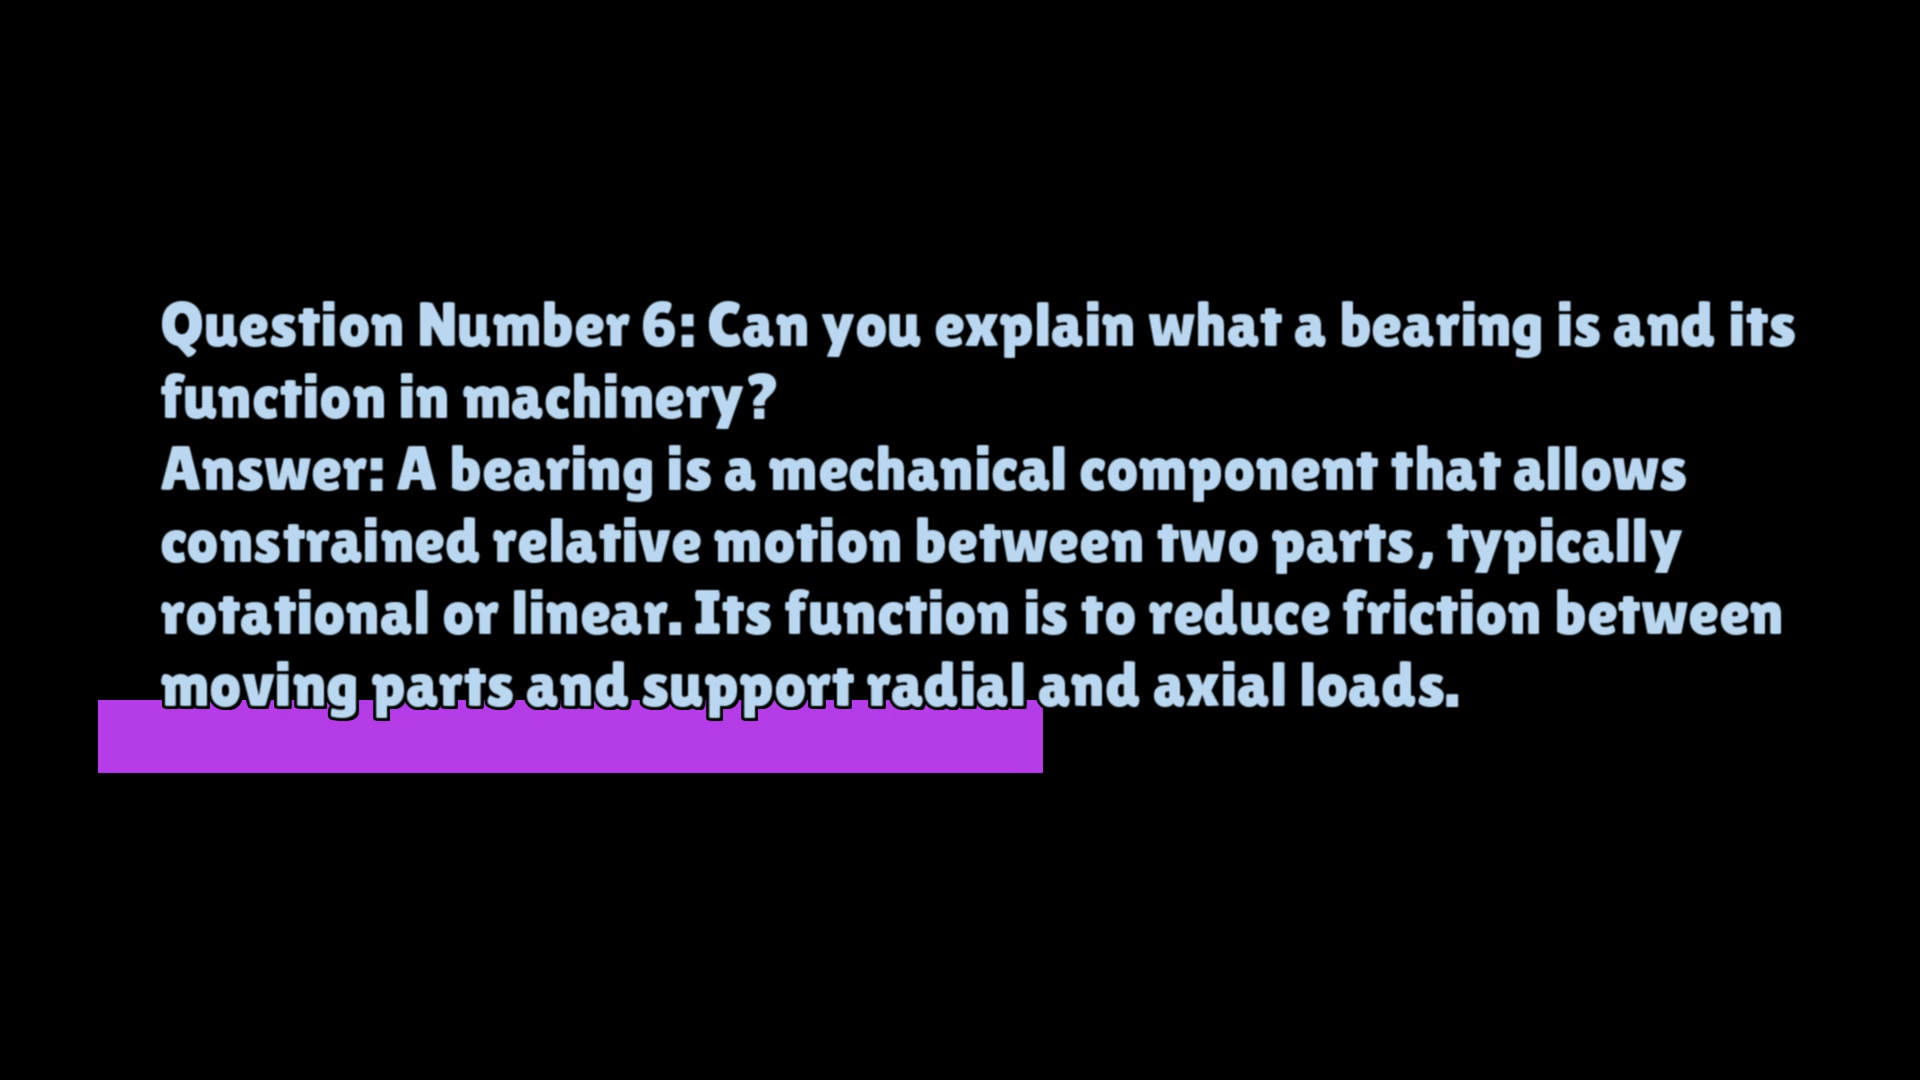 Question Number 6: Can you explain what a bearing is and its
function in machinery?
Answer: A bearing is a mechanical component that allows
constrained relative motion between two parts, typically
rotational or linear. Its function is to reduce friction between
moving parts and support radial and axial loads.